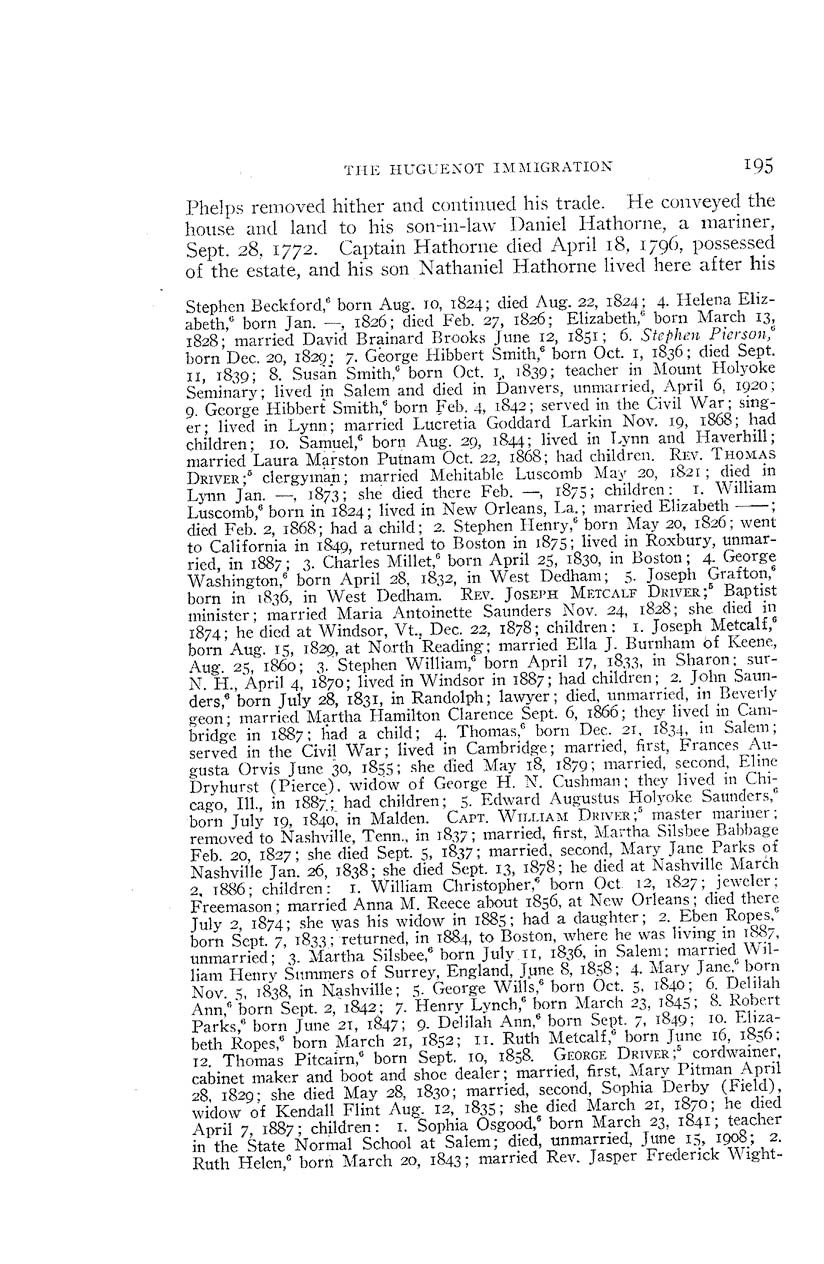 THE HUGUENOT IMMIGRATION 195
Phelps removed hither and continued his trade. He conveyed the
house and land to his son-in-law Daniel Hathorne, a mariner,
Sept. 28, 1772. Captain Hathorne died April 18, 1796, possessed
of the estate, and his son Nathaniel Hathorne lived here after his
Stephen Beckford,⁶ born Aug. 10, 1824; died Aug. 22, 1824; 4. Helena Eliz-
abeth,⁶ born Jan. —, 1826; died Feb. 27, 1826; Elizabeth,⁶ born March 13,
1828; married David Brainard Brooks June 12, 1851; 6. Stephen Pierson,⁶
born Dec. 20, 1829; 7. George Hibbert Smith,⁶ born Oct. 1, 1836; died Sept.
11, 1839; 8. Susan Smith,⁶ born Oct. 1, 1839; teacher in Mount Holyoke
Seminary; lived in Salem and died in Danvers, unmarried, April 6, 1920;
9. George Hibbert Smith,⁶ born Feb. 4, 1842; served in the Civil War; sing-
er; lived in Lynn; married Lucretia Goddard Larkin Nov. 19, 1868; had
children; 10. Samuel,⁶ born Aug. 29, 1844; lived in Lynn and Haverhill;
married Laura Marston Putnam Oct. 22, 1868; had children. REV. THOMAS
DRIVER;⁵ clergyman; married Mehitable Luscomb May 20, 1821; died in
Lynn Jan. —, 1873; she died there Feb. —, 1875; children: 1. William
Luscomb,⁶ born in 1824; lived in New Orleans, La.; married Elizabeth ——;
died Feb. 2, 1868; had a child; 2. Stephen Henry,⁶ born May 20, 1826; went
to California in 1849, returned to Boston in 1875; lived in Roxbury, unmar-
ried, in 1887; 3. Charles Millet,⁶ born April 25, 1830, in Boston; 4. George
Washington,⁶ born April 28, 1832, in West Dedham; 5. Joseph Grafton,⁶
born in 1836, in West Dedham. REV. JOSEPH METCALF DRIVER;⁵ Baptist
minister; married Maria Antoinette Saunders Nov. 24, 1828; she died in
1874; he died at Windsor, Vt., Dec. 22, 1878; children: 1. Joseph Metcalf,⁶
born Aug. 15, 1829, at North Reading; married Ella J. Burnham of Keene,
Aug. 25, 1860; 3. Stephen William,⁶ born April 17, 1833, in Sharon; sur-
N. H., April 4, 1870; lived in Windsor in 1887; had children; 2. John Saun-
ders,⁶ born July 28, 1831, in Randolph; lawyer; died, unmarried, in Beverly
geon; married Martha Hamilton Clarence Sept. 6, 1866; they lived in Cam-
bridge in 1887; had a child; 4. Thomas,⁶ born Dec. 21, 1834, in Salem;
served in the Civil War; lived in Cambridge; married, first, Frances Au-
gusta Orvis June 30, 1855; she died May 18, 1879; married, second, Eline
Dryhurst (Pierce), widow of George H. N. Cushman; they lived in Chi-
cago, Ill., in 1887; had children; 5. Edward Augustus Holyoke Saunders,⁶
born July 19, 1840, in Malden. CAPT. WILLIAM DRIVER;⁵ master mariner;
removed to Nashville, Tenn., in 1837; married, first, Martha Silsbee Babbage
Feb. 20, 1827; she died Sept. 5, 1837; married, second, Mary Jane Parks of
Nashville Jan. 26, 1838; she died Sept. 13, 1878; he died at Nashville March
2, 1886; children: 1. William Christopher,⁶ born Oct. 12, 1827; jeweler;
Freemason; married Anna M. Reece about 1856, at New Orleans; died there
July 2, 1874; she was his widow in 1885; had a daughter; 2. Eben Ropes,⁶
born Sept. 7, 1833; returned, in 1884, to Boston, where he was living in 1887,
unmarried; 3. Martha Silsbee,⁶ born July 11, 1836, in Salem; married Wil-
liam Henry Summers of Surrey, England, June 8, 1858; 4. Mary Jane,⁶ born
Nov. 5, 1838, in Nashville; 5. George Wills,⁶ born Oct. 5, 1840; 6. Delilah
Ann,⁶ born Sept. 2, 1842; 7. Henry Lynch,⁶ born March 23, 1845; 8. Robert
Parks,⁶ born June 21, 1847; 9. Delilah Ann,⁶ born Sept. 7, 1849; 10. Eliza-
beth Ropes,⁶ born March 21, 1852; 11. Ruth Metcalf,⁶ born June 16, 1856;
12. Thomas Pitcairn,⁶ born Sept. 10, 1858. GEORGE DRIVER;⁵ cordwainer,
cabinet maker and boot and shoe dealer; married, first, Mary Pitman April
28, 1829; she died May 28, 1830; married, second, Sophia Derby (Field),
widow of Kendall Flint Aug. 12, 1835; she died March 21, 1870; he died
April 7, 1887; children: 1. Sophia Osgood,⁶ born March 23, 1841; teacher
in the State Normal School at Salem; died, unmarried, June 15, 1908; 2.
Ruth Helen,⁶ born March 20, 1843; married Rev. Jasper Frederick Wight-